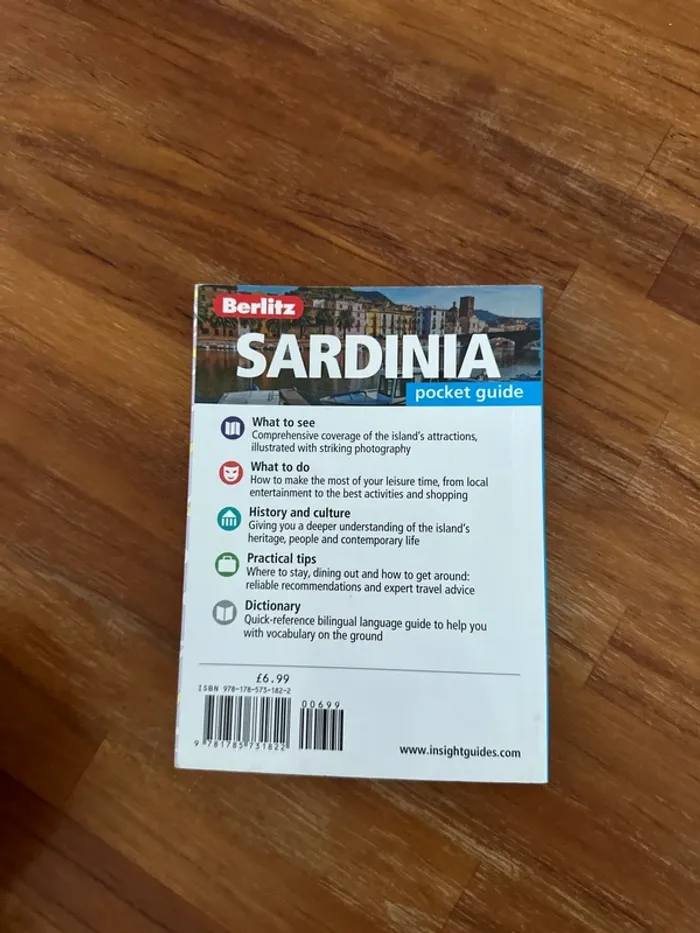 Berlitz
SARDINIA
pocket guide
What to see
Comprehensive coverage of the island's attractions,
illustrated with striking photography
What to do
How to make the most of your leisure time, from local
entertainment to the best activities and shopping
History and culture
Giving you a deeper understanding of the island's
heritage, people and contemporary life
Practical tips
Where to stay, dining out and how to get around:
reliable recommendations and expert travel advice
Dictionary
Quick-reference bilingual language guide to help you
with vocabulary on the ground
£6.99
ISBN 978-178-573-182-2
00699
9 781785 731822
www.insightguides.com